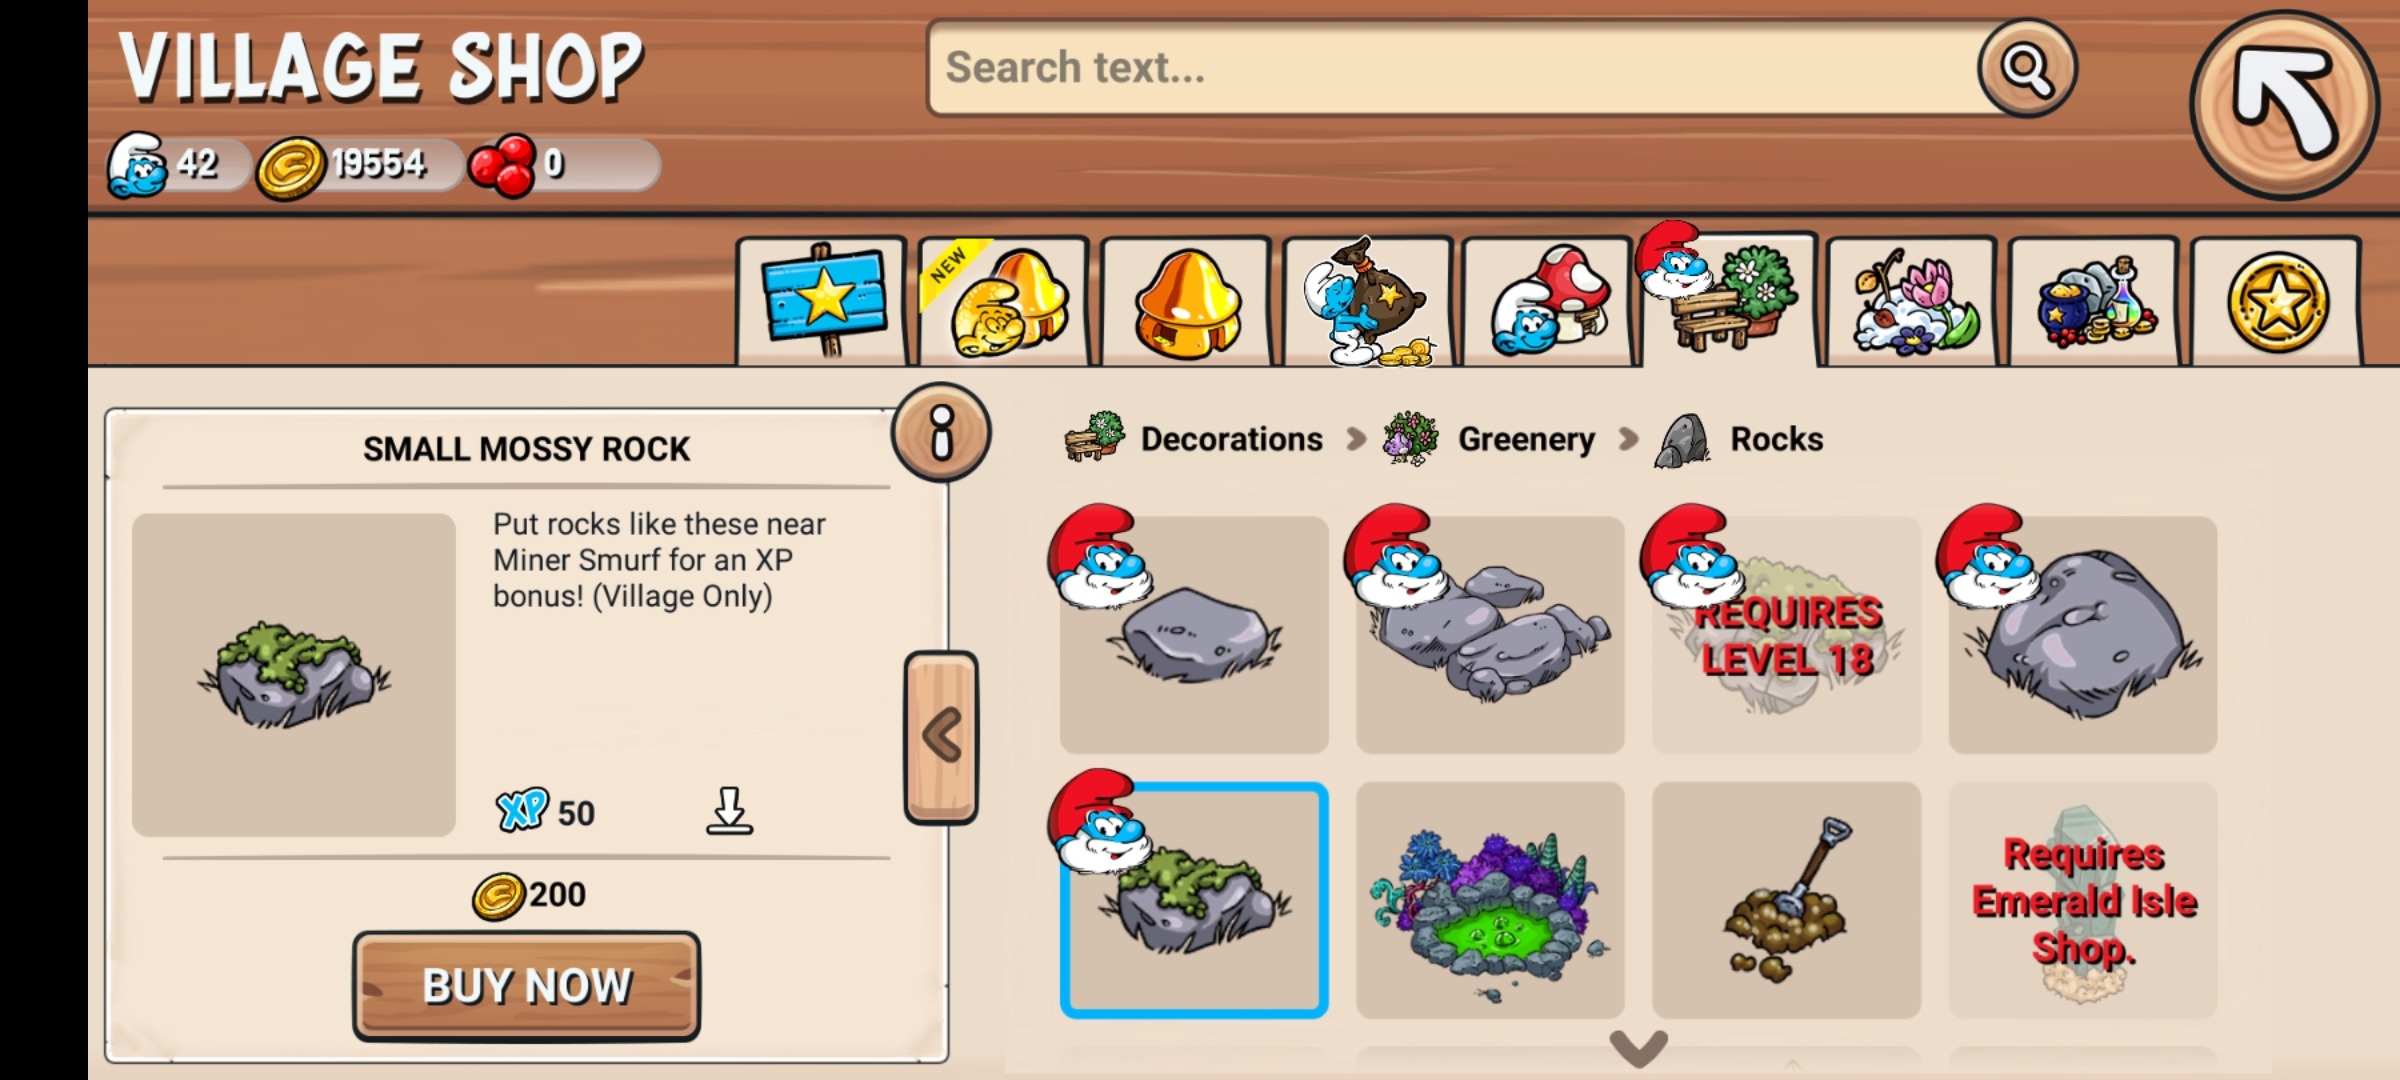 VILLAGE SHOP
Search text...
42
19554
0
NEW
SMALL MOSSY ROCK
Put rocks like these near
Miner Smurf for an XP
bonus! (Village Only)
XP 50
200
BUY NOW
Decorations > Greenery > Rocks
REQUIRES
LEVEL 18
Requires
Emerald Isle
Shop.